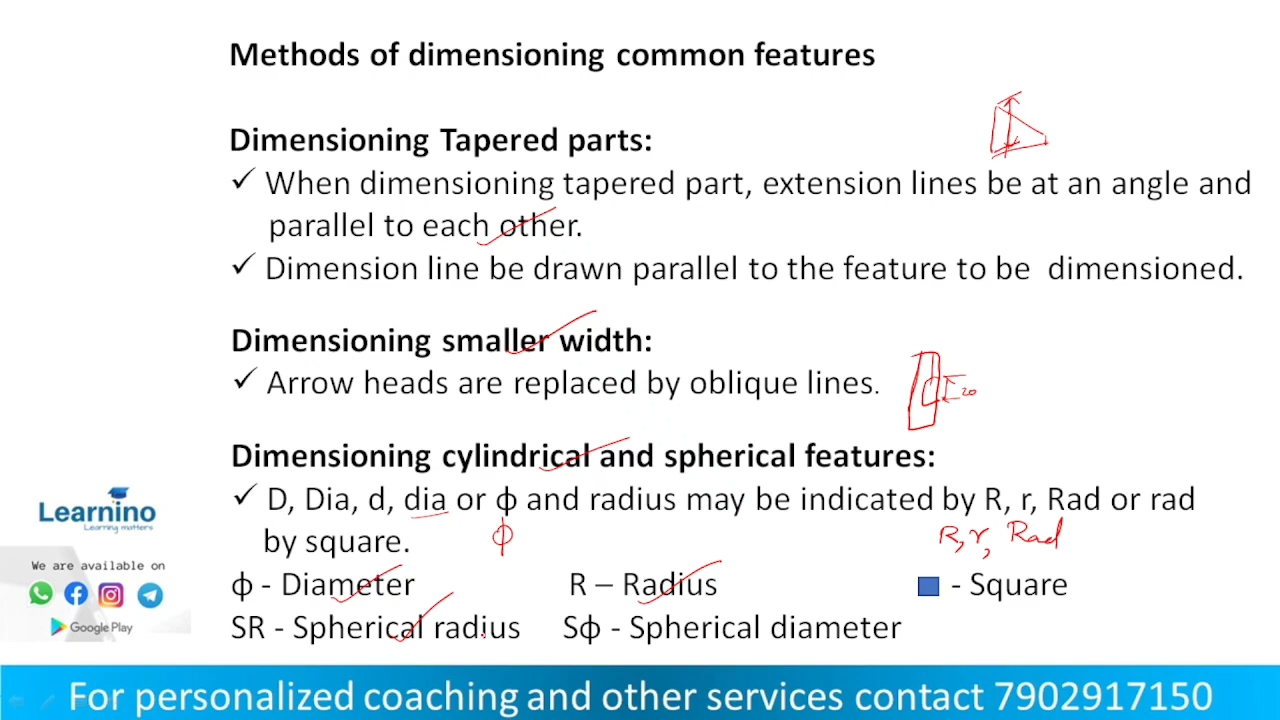 Methods of dimensioning common features
Dimensioning Tapered parts:
✓ When dimensioning tapered part, extension lines be at an angle and
parallel to each other.
✓ Dimension line be drawn parallel to the feature to be dimensioned.
Dimensioning smaller width:
✓ Arrow heads are replaced by oblique lines.
20
Dimensioning cylindrical and spherical features:
✓ D, Dia, d, dia or ϕ and radius may be indicated by R, r, Rad or rad
by square.
ϕ R, r, Rad
ϕ - Diameter R – Radius - Square
SR - Spherical radius Sϕ - Spherical diameter
Learnino
Learning matters
We are available on
Google Play
For personalized coaching and other services contact 7902917150